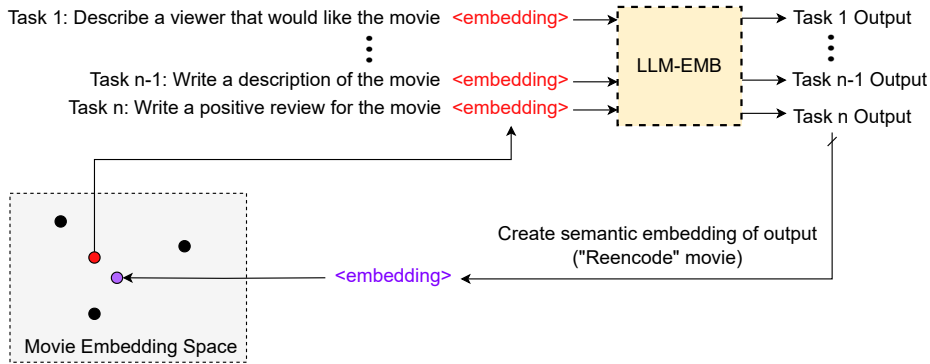 Task 1: Describe a viewer that would like the movie <embedding>
Task 1 Output
LLM-EMB
Task n-1: Write a description of the movie <embedding>
Task n-1 Output
Task n: Write a positive review for the movie <embedding>
Task n Output
Create semantic embedding of output
("Reencode" movie)
<embedding>
Movie Embedding Space